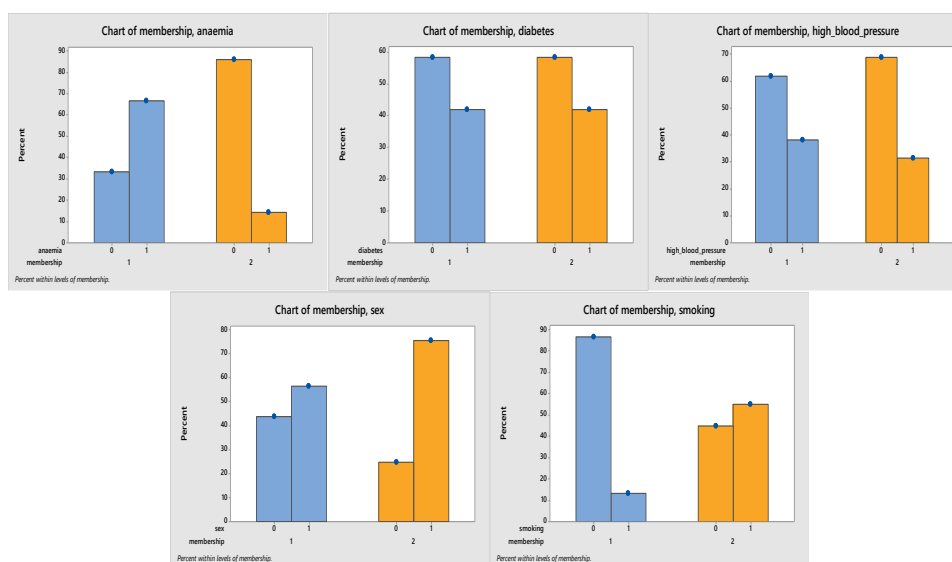 Chart of membership, anaemia
90
80
70
60
50
40
30
20
10
0
Percent
anaemia 0 1 0 1
membership 1 2
Percent within levels of membership.
Chart of membership, diabetes
60
50
40
30
20
10
0
Percent
diabetes 0 1 0 1
membership 1 2
Percent within levels of membership.
Chart of membership, high_blood_pressure
70
60
50
40
30
20
10
0
Percent
high_blood_pressure 0 1 0 1
membership 1 2
Percent within levels of membership.
Chart of membership, sex
80
70
60
50
40
30
20
10
0
Percent
sex 0 1 0 1
membership 1 2
Percent within levels of membership.
Chart of membership, smoking
90
80
70
60
50
40
30
20
10
0
Percent
smoking 0 1 0 1
membership 1 2
Percent within levels of membership.